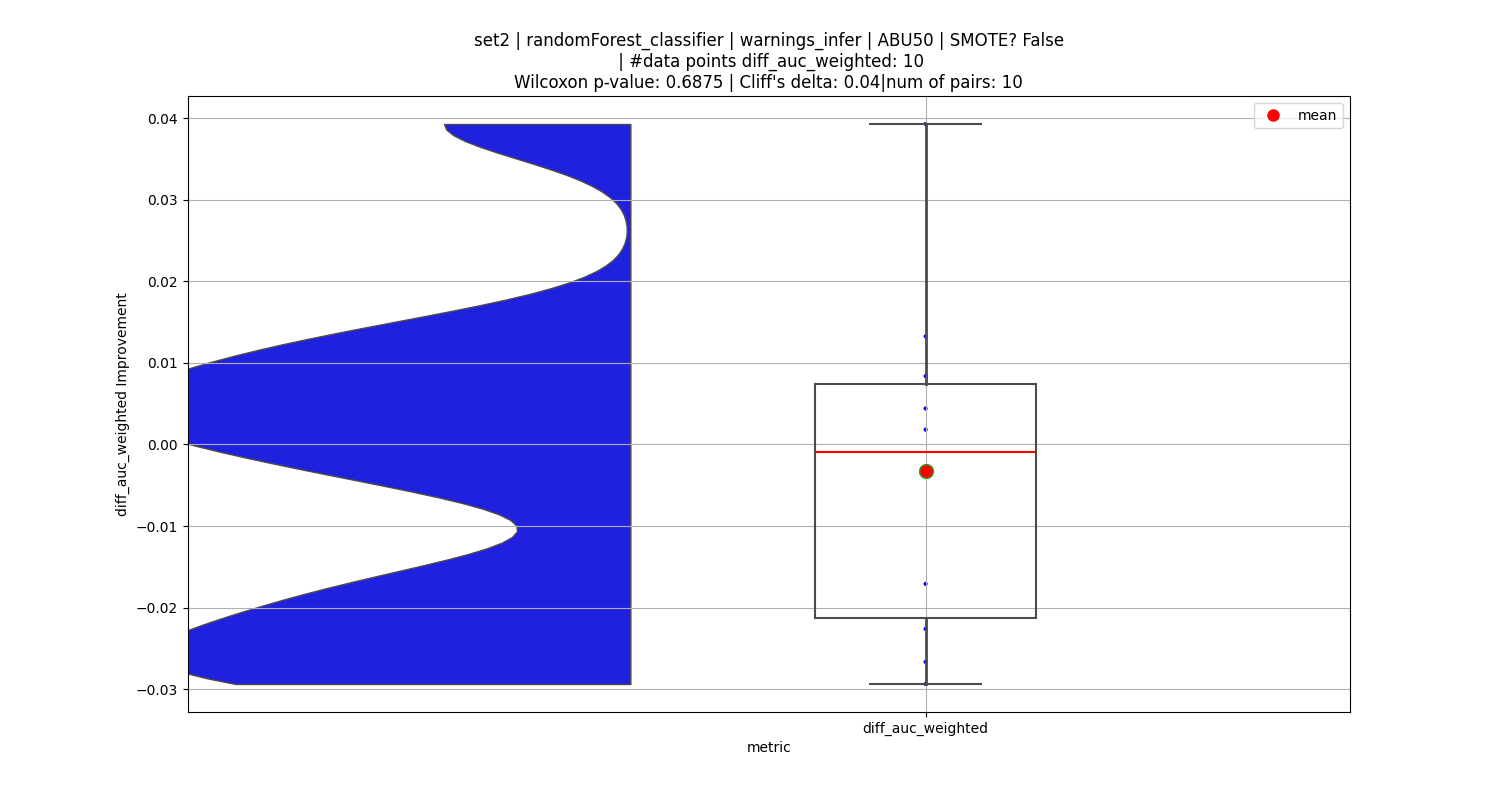 set2 | randomForest_classifier | warnings_infer | ABU50 | SMOTE? False
| #data points diff_auc_weighted: 10
Wilcoxon p-value: 0.6875 | Cliff's delta: 0.04|num of pairs: 10
mean
0.04
0.03
0.02
0.01
0.00
−0.01
−0.02
−0.03
diff_auc_weighted Improvement
diff_auc_weighted
metric